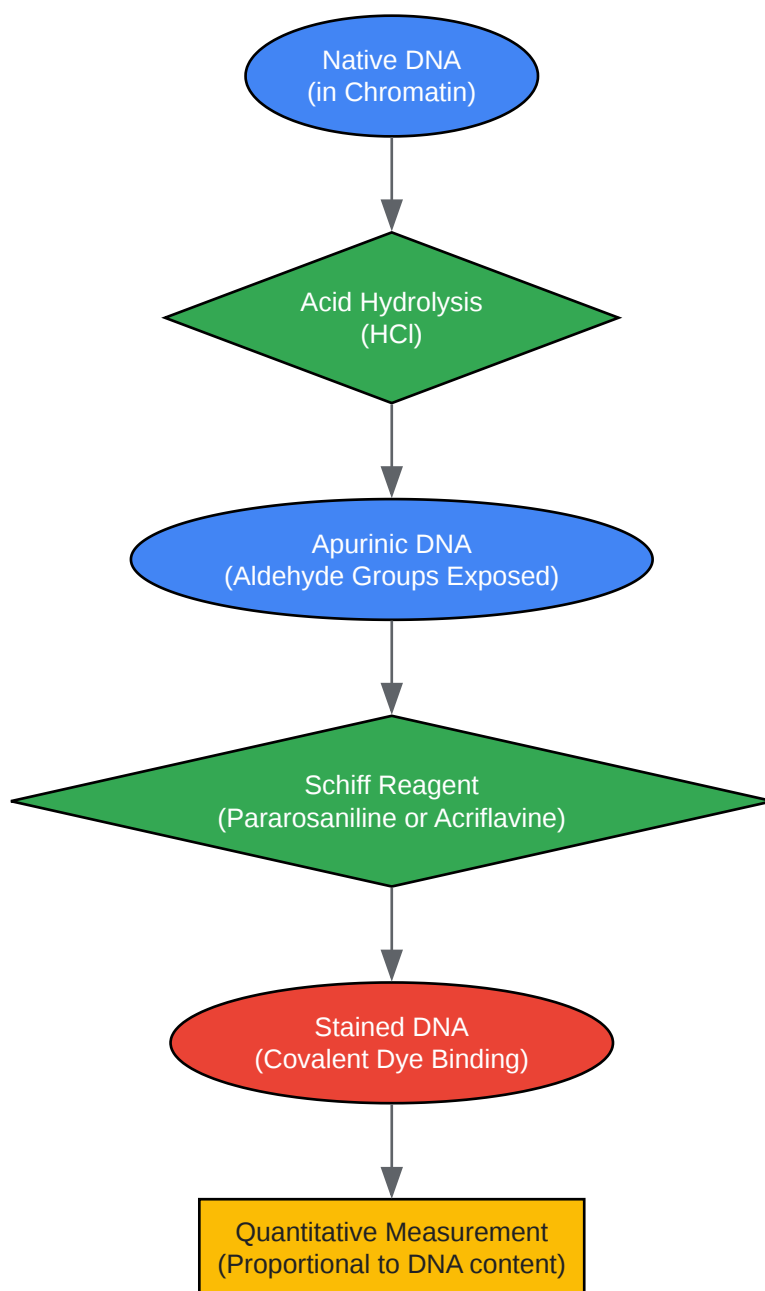 Native DNA
(in Chromatin)
Acid Hydrolysis
(HCl)
Apurinic DNA
(Aldehyde Groups Exposed)
Schiff Reagent
(Pararosaniline or Acriflavine)
Stained DNA
(Covalent Dye Binding)
Quantitative Measurement
(Proportional to DNA content)